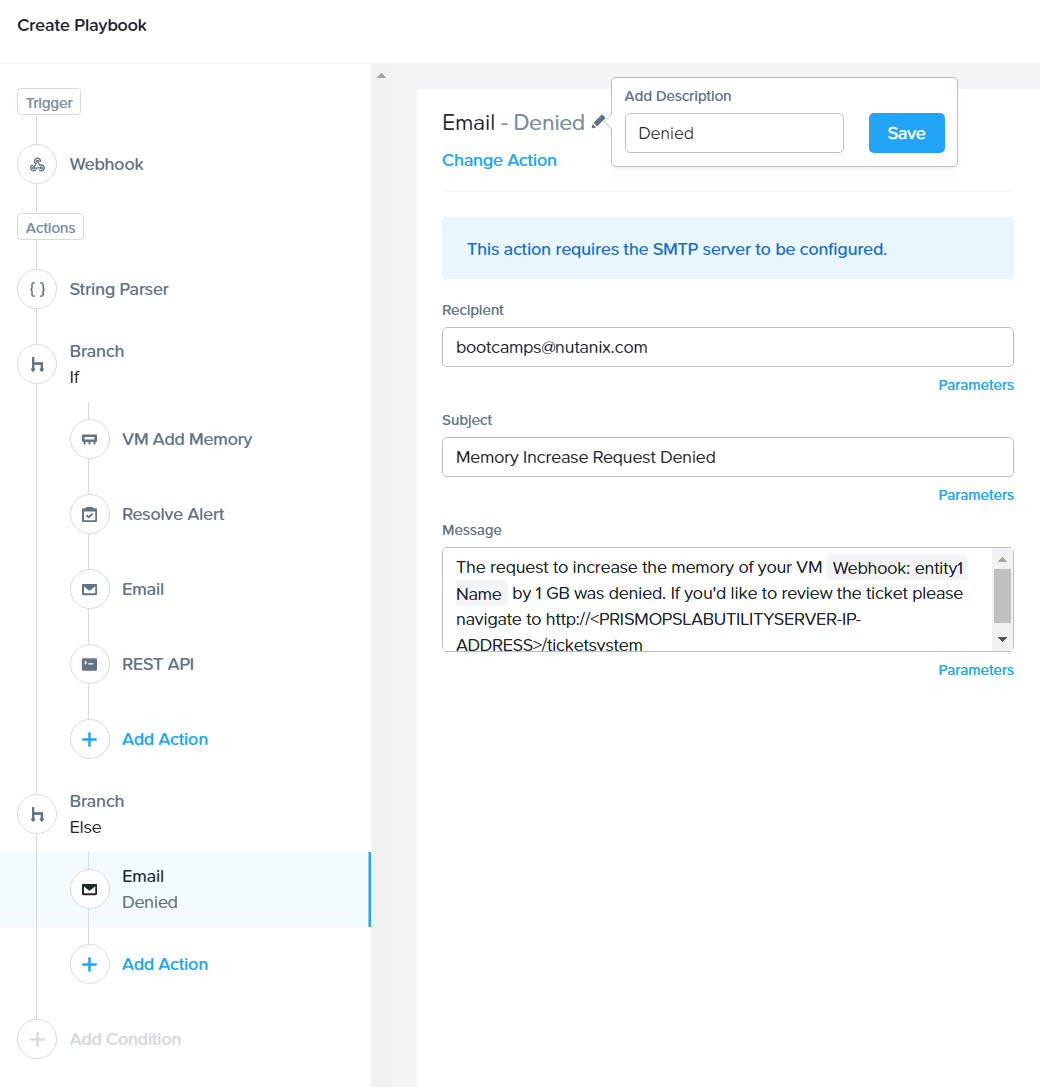 Create Playbook
Trigger
Webhook
Actions
String Parser
Branch
If
VM Add Memory
Resolve Alert
Email
REST API
Add Action
Branch
Else
Email
Denied
Add Action
Add Condition
Email - Denied
Change Action
Add Description
Denied
Save
This action requires the SMTP server to be configured.
Recipient
bootcamps@nutanix.com
Parameters
Subject
Memory Increase Request Denied
Parameters
Message
The request to increase the memory of your VM Webhook: entity1
Name by 1 GB was denied. If you'd like to review the ticket please
navigate to http://<PRISMOPSLABUTILITYSERVER-IP-
ADDRESS>/ticketsystem
Parameters